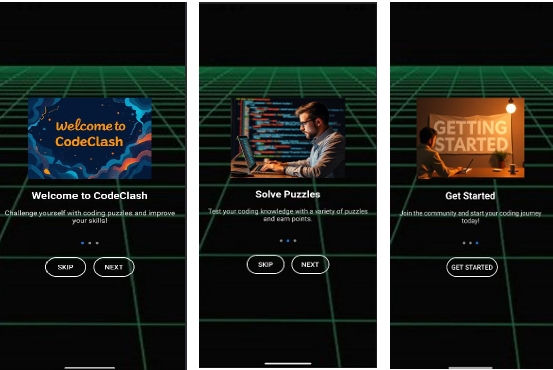 Welcome to
CodeClash
Welcome to CodeClash
Challenge yourself with coding puzzles and improve
your skills!
SKIP
NEXT
Solve Puzzles
Test your coding knowledge with a variety of puzzles
and earn points.
SKIP
NEXT
GETTING
STARTED
Get Started
Join the community and start your coding journey
today!
GET STARTED